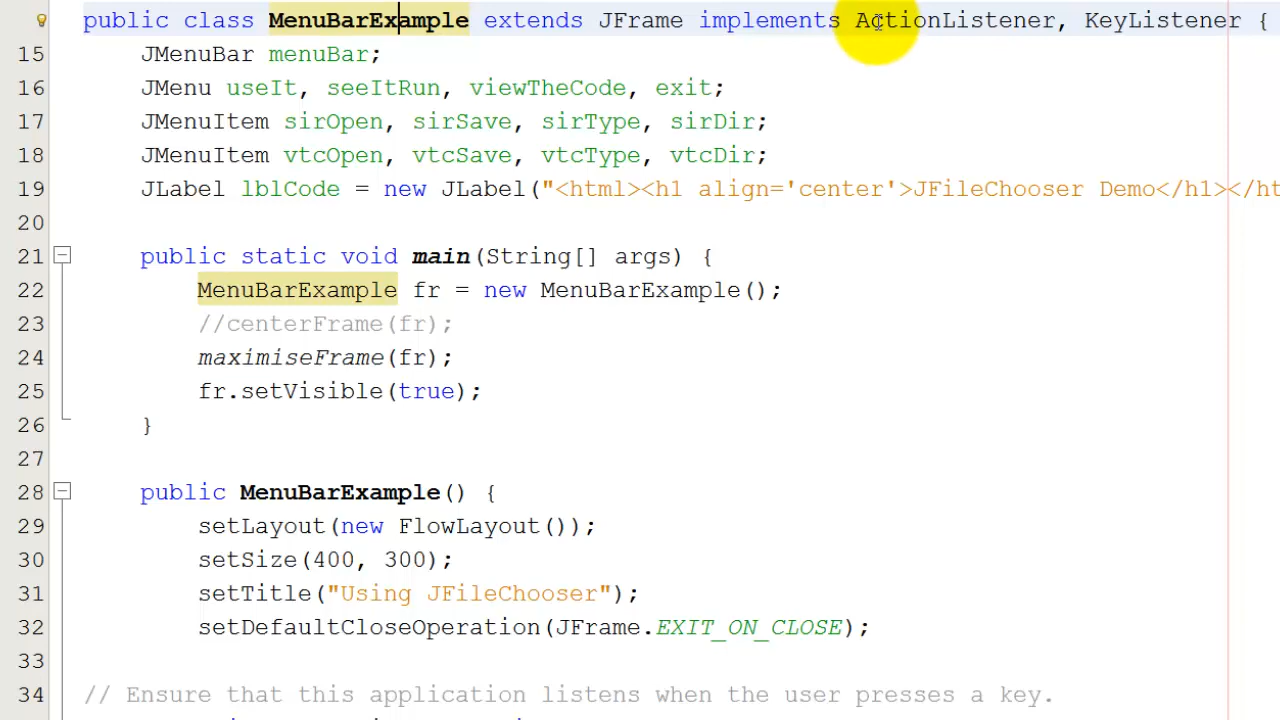 public class MenuBarExample extends JFrame implements ActionListener, KeyListener {
15 JMenuBar menuBar;
16 JMenu useIt, seeItRun, viewTheCode, exit;
17 JMenuItem sirOpen, sirSave, sirType, sirDir;
18 JMenuItem vtcOpen, vtcSave, vtcType, vtcDir;
19 JLabel lblCode = new JLabel("<html><h1 align='center'>JFileChooser Demo</h1></ht
20
21 public static void main(String[] args) {
22 MenuBarExample fr = new MenuBarExample();
23 //centerFrame(fr);
24 maximiseFrame(fr);
25 fr.setVisible(true);
26 }
27
28 public MenuBarExample() {
29 setLayout(new FlowLayout());
30 setSize(400, 300);
31 setTitle("Using JFileChooser");
32 setDefaultCloseOperation(JFrame.EXIT_ON_CLOSE);
33
34 // Ensure that this application listens when the user presses a key.